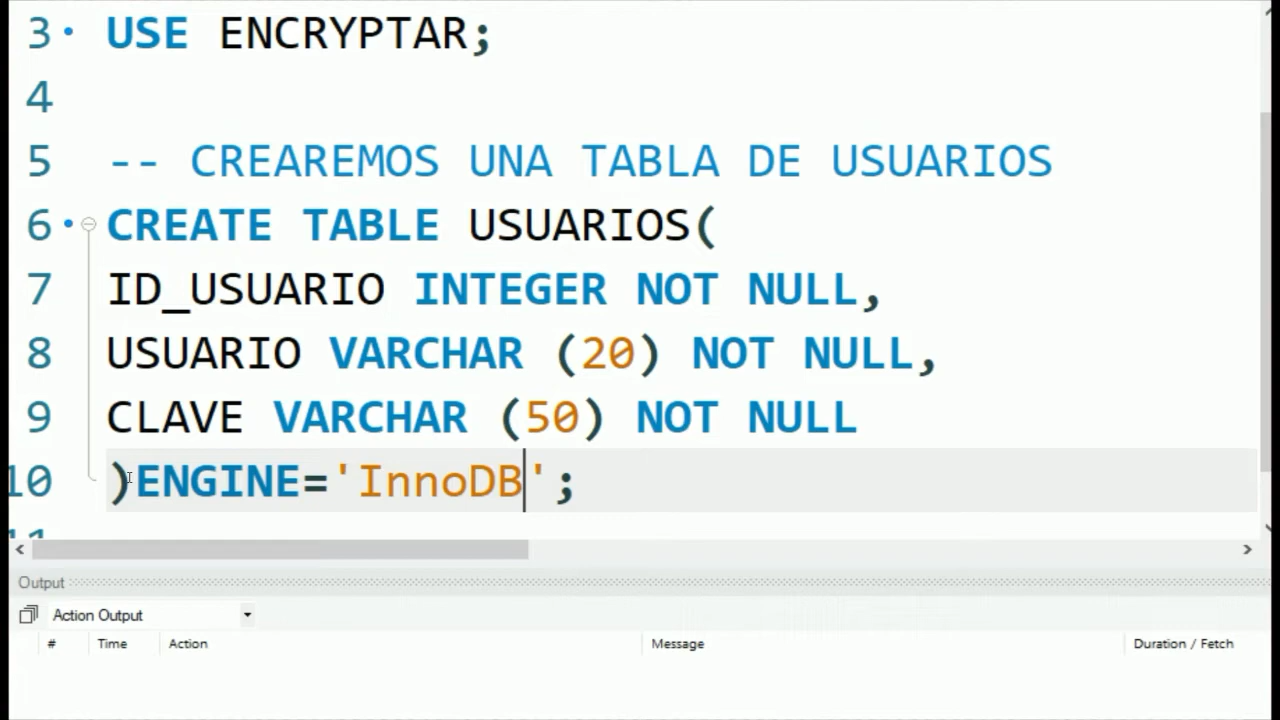 3 USE ENCRYPTAR;
4
5 -- CREAREMOS UNA TABLA DE USUARIOS
6 CREATE TABLE USUARIOS(
7 ID_USUARIO INTEGER NOT NULL,
8 USUARIO VARCHAR (20) NOT NULL,
9 CLAVE VARCHAR (50) NOT NULL
10 )ENGINE='InnoDB';
11
Output
Action Output
# Time Action Message Duration / Fetch